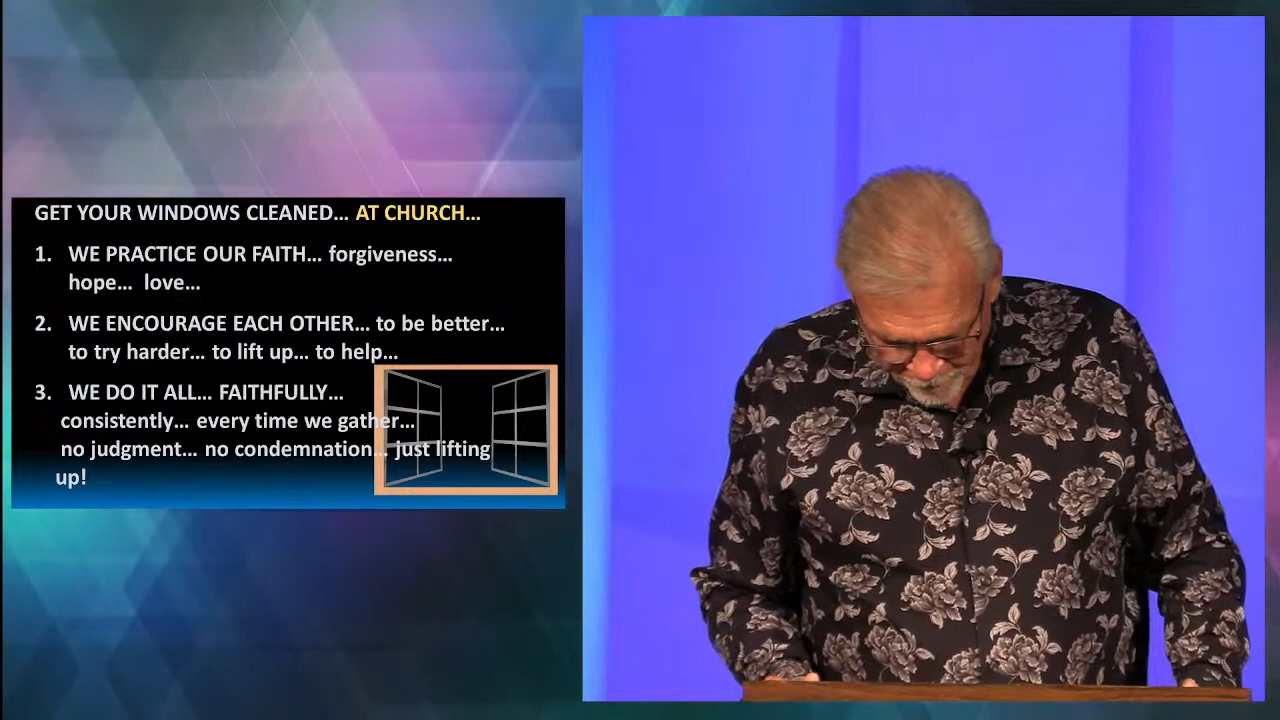 GET YOUR WINDOWS CLEANED... AT CHURCH...
1. WE PRACTICE OUR FAITH... forgiveness...
hope... love...
2. WE ENCOURAGE EACH OTHER... to be better...
to try harder... to lift up... to help...
3. WE DO IT ALL... FAITHFULLY...
consistently... every time we gather...
no judgment... no condemnation... just lifting
up!